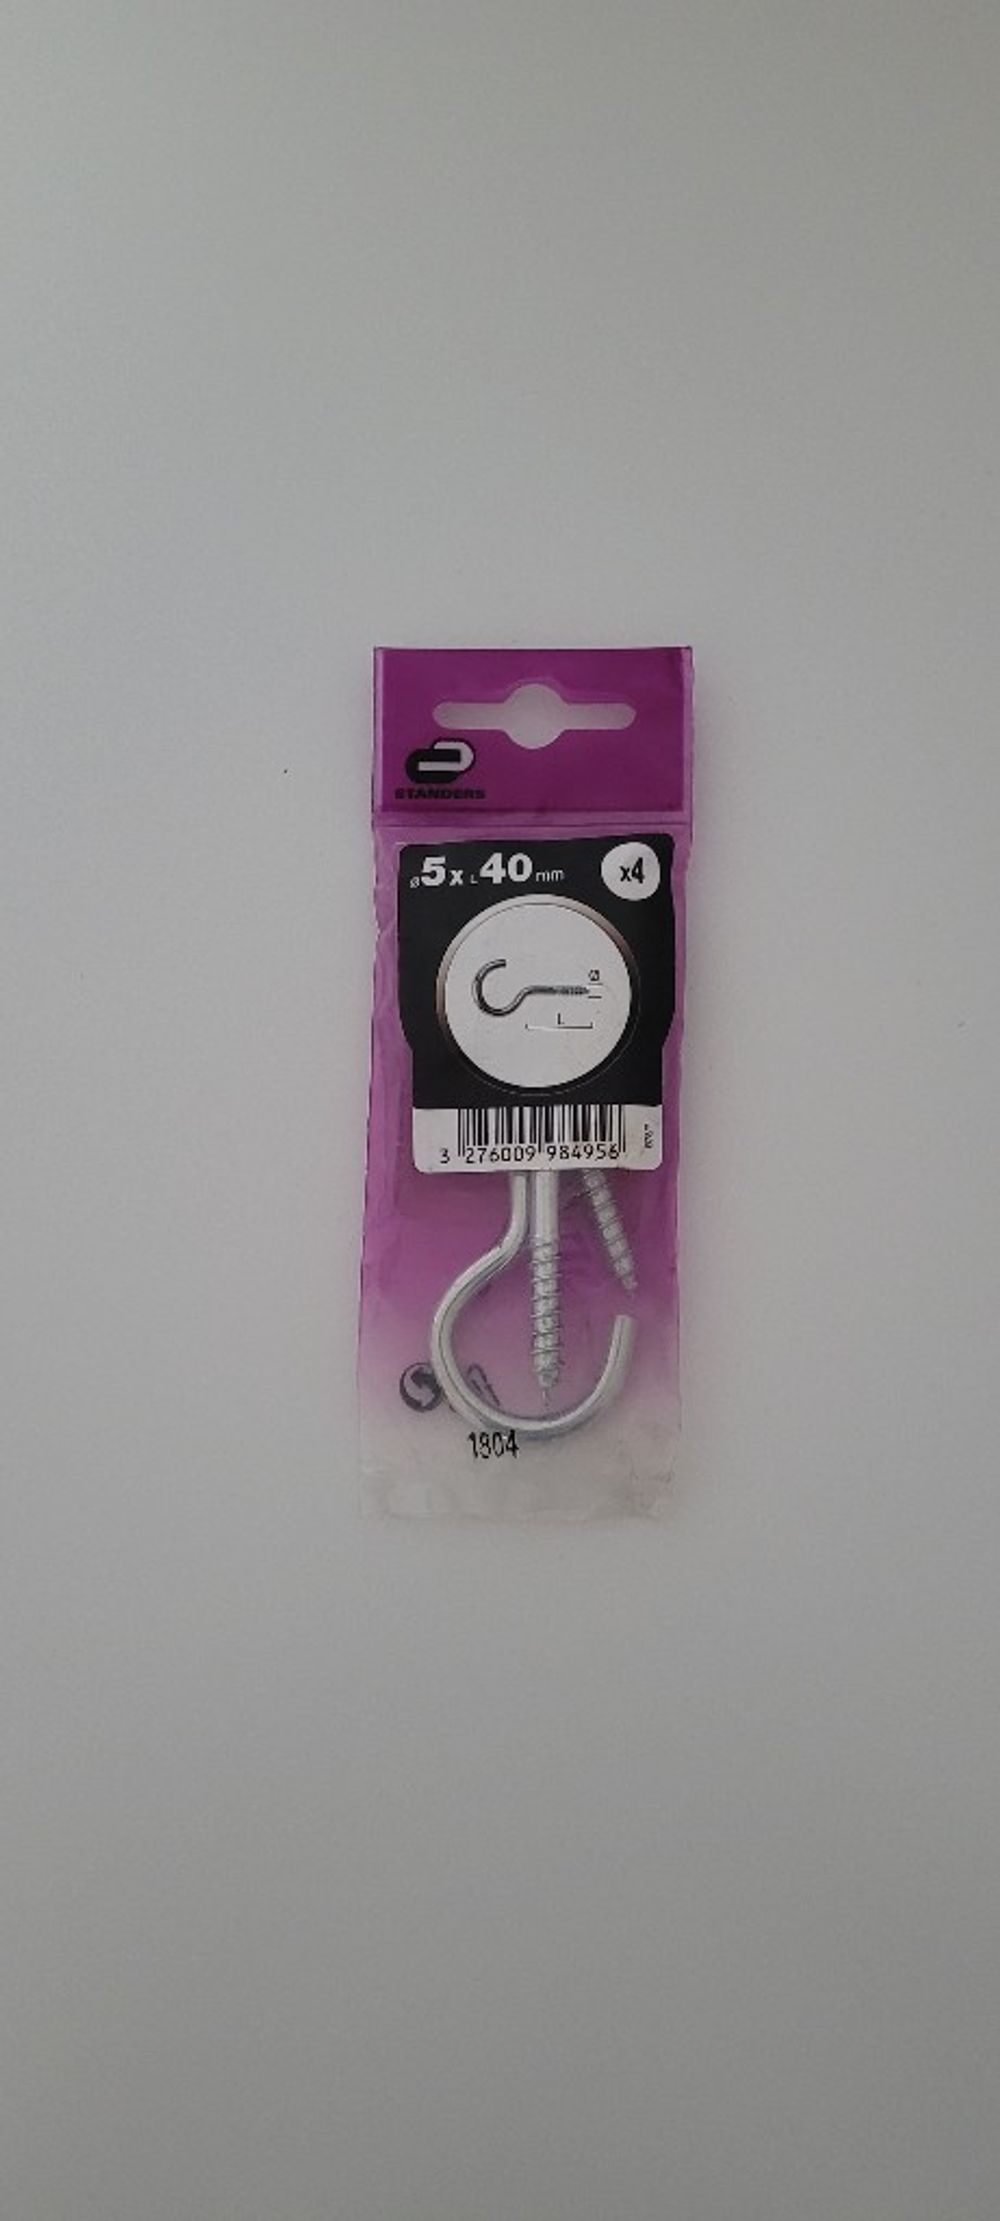 STANDERS
ø5 x L40 mm
x4
Ø
L
3 276009 984956
1804